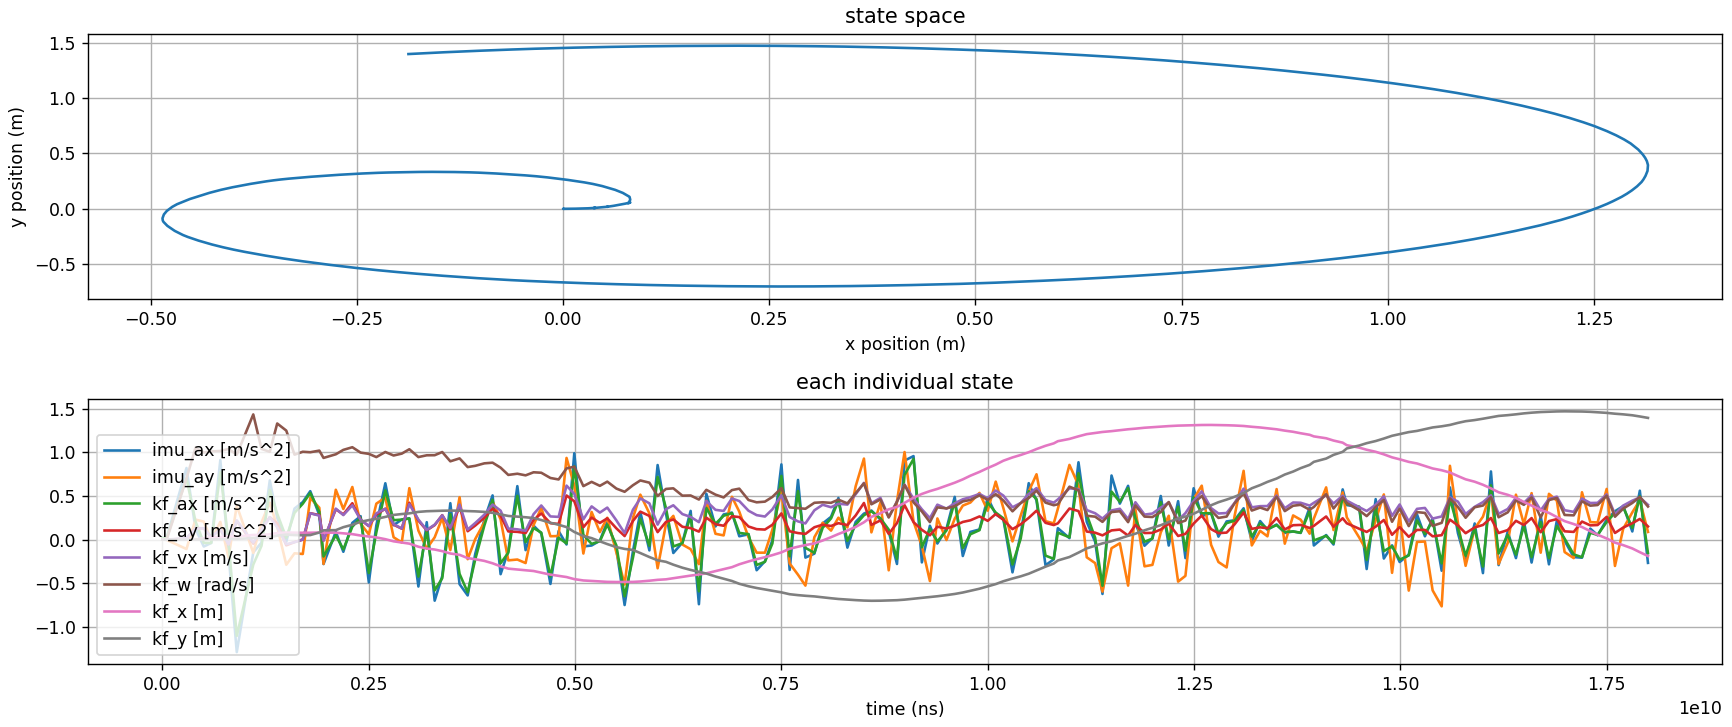 state space
y position (m)
1.5
1.0
0.5
0.0
−0.5
−0.50
−0.25
0.00
0.25
0.50
0.75
1.00
1.25
x position (m)
each individual state
1.5
1.0
0.5
0.0
−0.5
−1.0
imu_ax [m/s^2]
imu_ay [m/s^2]
kf_ax [m/s^2]
kf_ay [m/s^2]
kf_vx [m/s]
kf_w [rad/s]
kf_x [m]
kf_y [m]
0.00
0.25
0.50
0.75
1.00
1.25
1.50
1.75
time (ns)
1e10